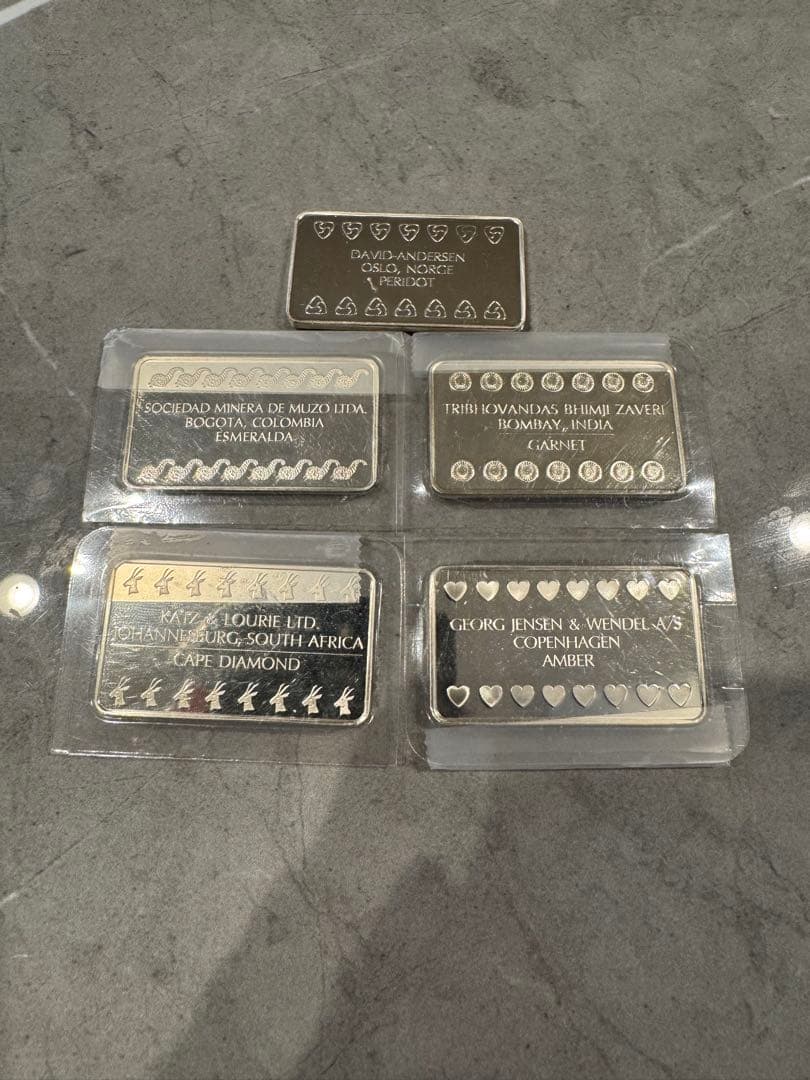 DAVID-ANDERSEN
OSLO, NORGE
PERIDOT
SOCIEDAD MINERA DE MUZO LTDA.
BOGOTA, COLOMBIA
ESMERALDA
TRIBHOVANDAS BHIMJI ZAVERI
BOMBAY, INDIA
GARNET
KATZ & LOURIE LTD.
JOHANNESBURG, SOUTH AFRICA
CAPE DIAMOND
GEORG JENSEN & WENDEL A/S
COPENHAGEN
AMBER